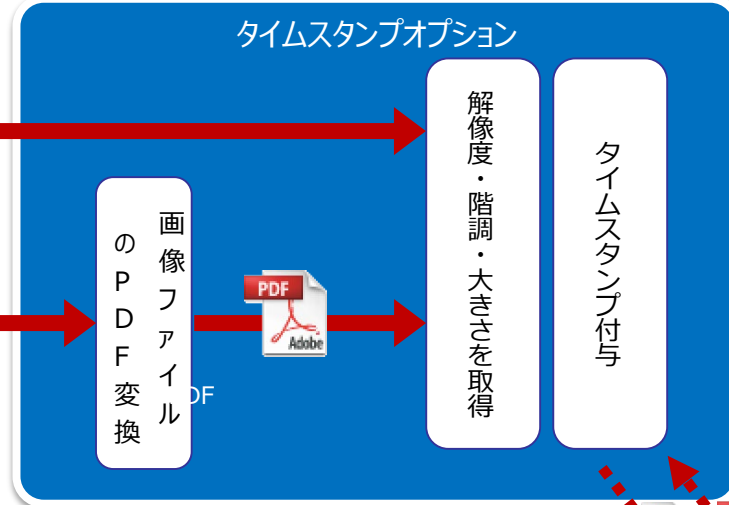 タイムスタンプオプション
解像度・階調・大きさを取得
タイムスタンプ付与
画像ファイル
のPDF変換
PDF
Adobe
DF